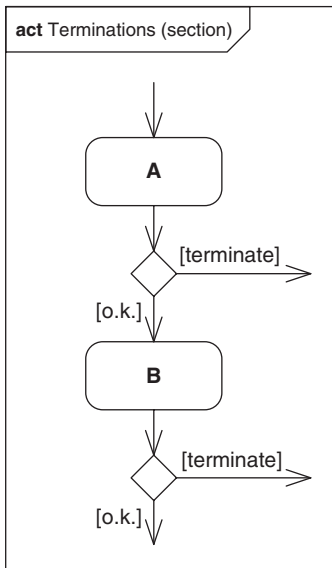 act Terminations (section)
A
[terminate]
[o.k.]
B
[terminate]
[o.k.]